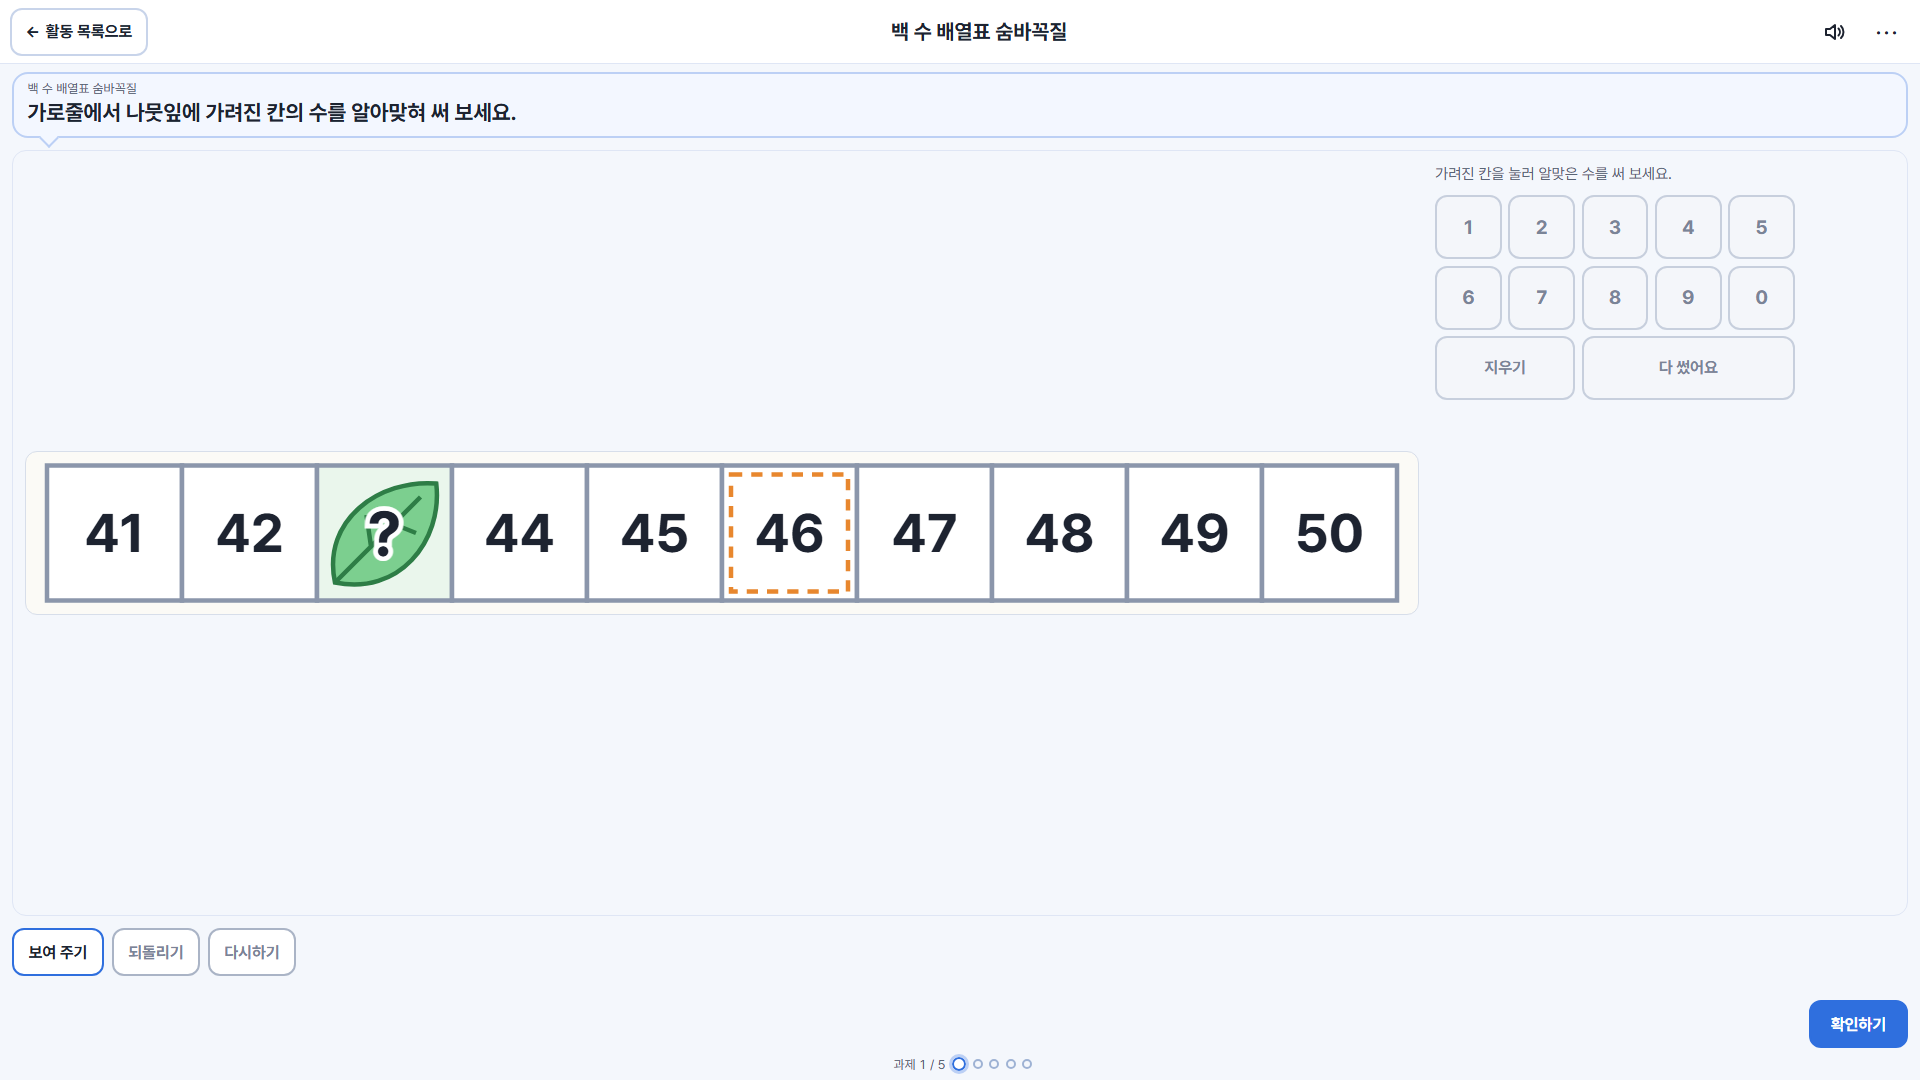 ← 활동 목록으로
백 수 배열표 숨바꼭질
백 수 배열표 숨바꼭질
가로줄에서 나뭇잎에 가려진 칸의 수를 알아맞혀 써 보세요.
가려진 칸을 눌러 알맞은 수를 써 보세요.
1 2 3 4 5
6 7 8 9 0
지우기 다 썼어요
41 42 ? 44 45 46 47 48 49 50
보여 주기 되돌리기 다시하기
확인하기
과제 1 / 5